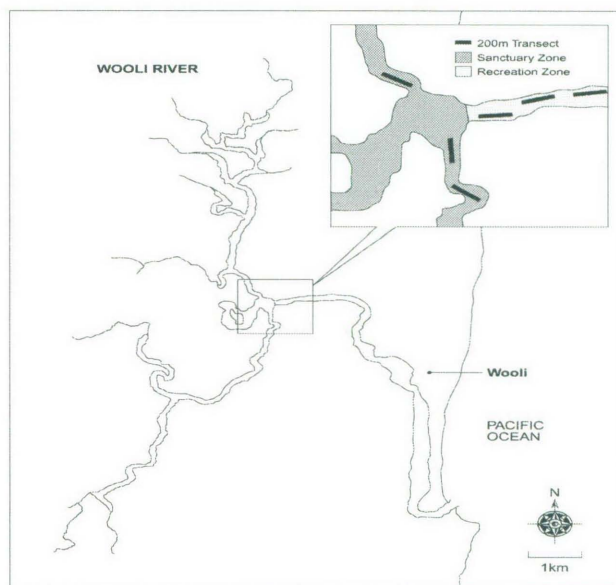 WOOLI RIVER
200m Transect
Sanctuary Zone
Recreation Zone
Wooli
PACIFIC
OCEAN
N
1km